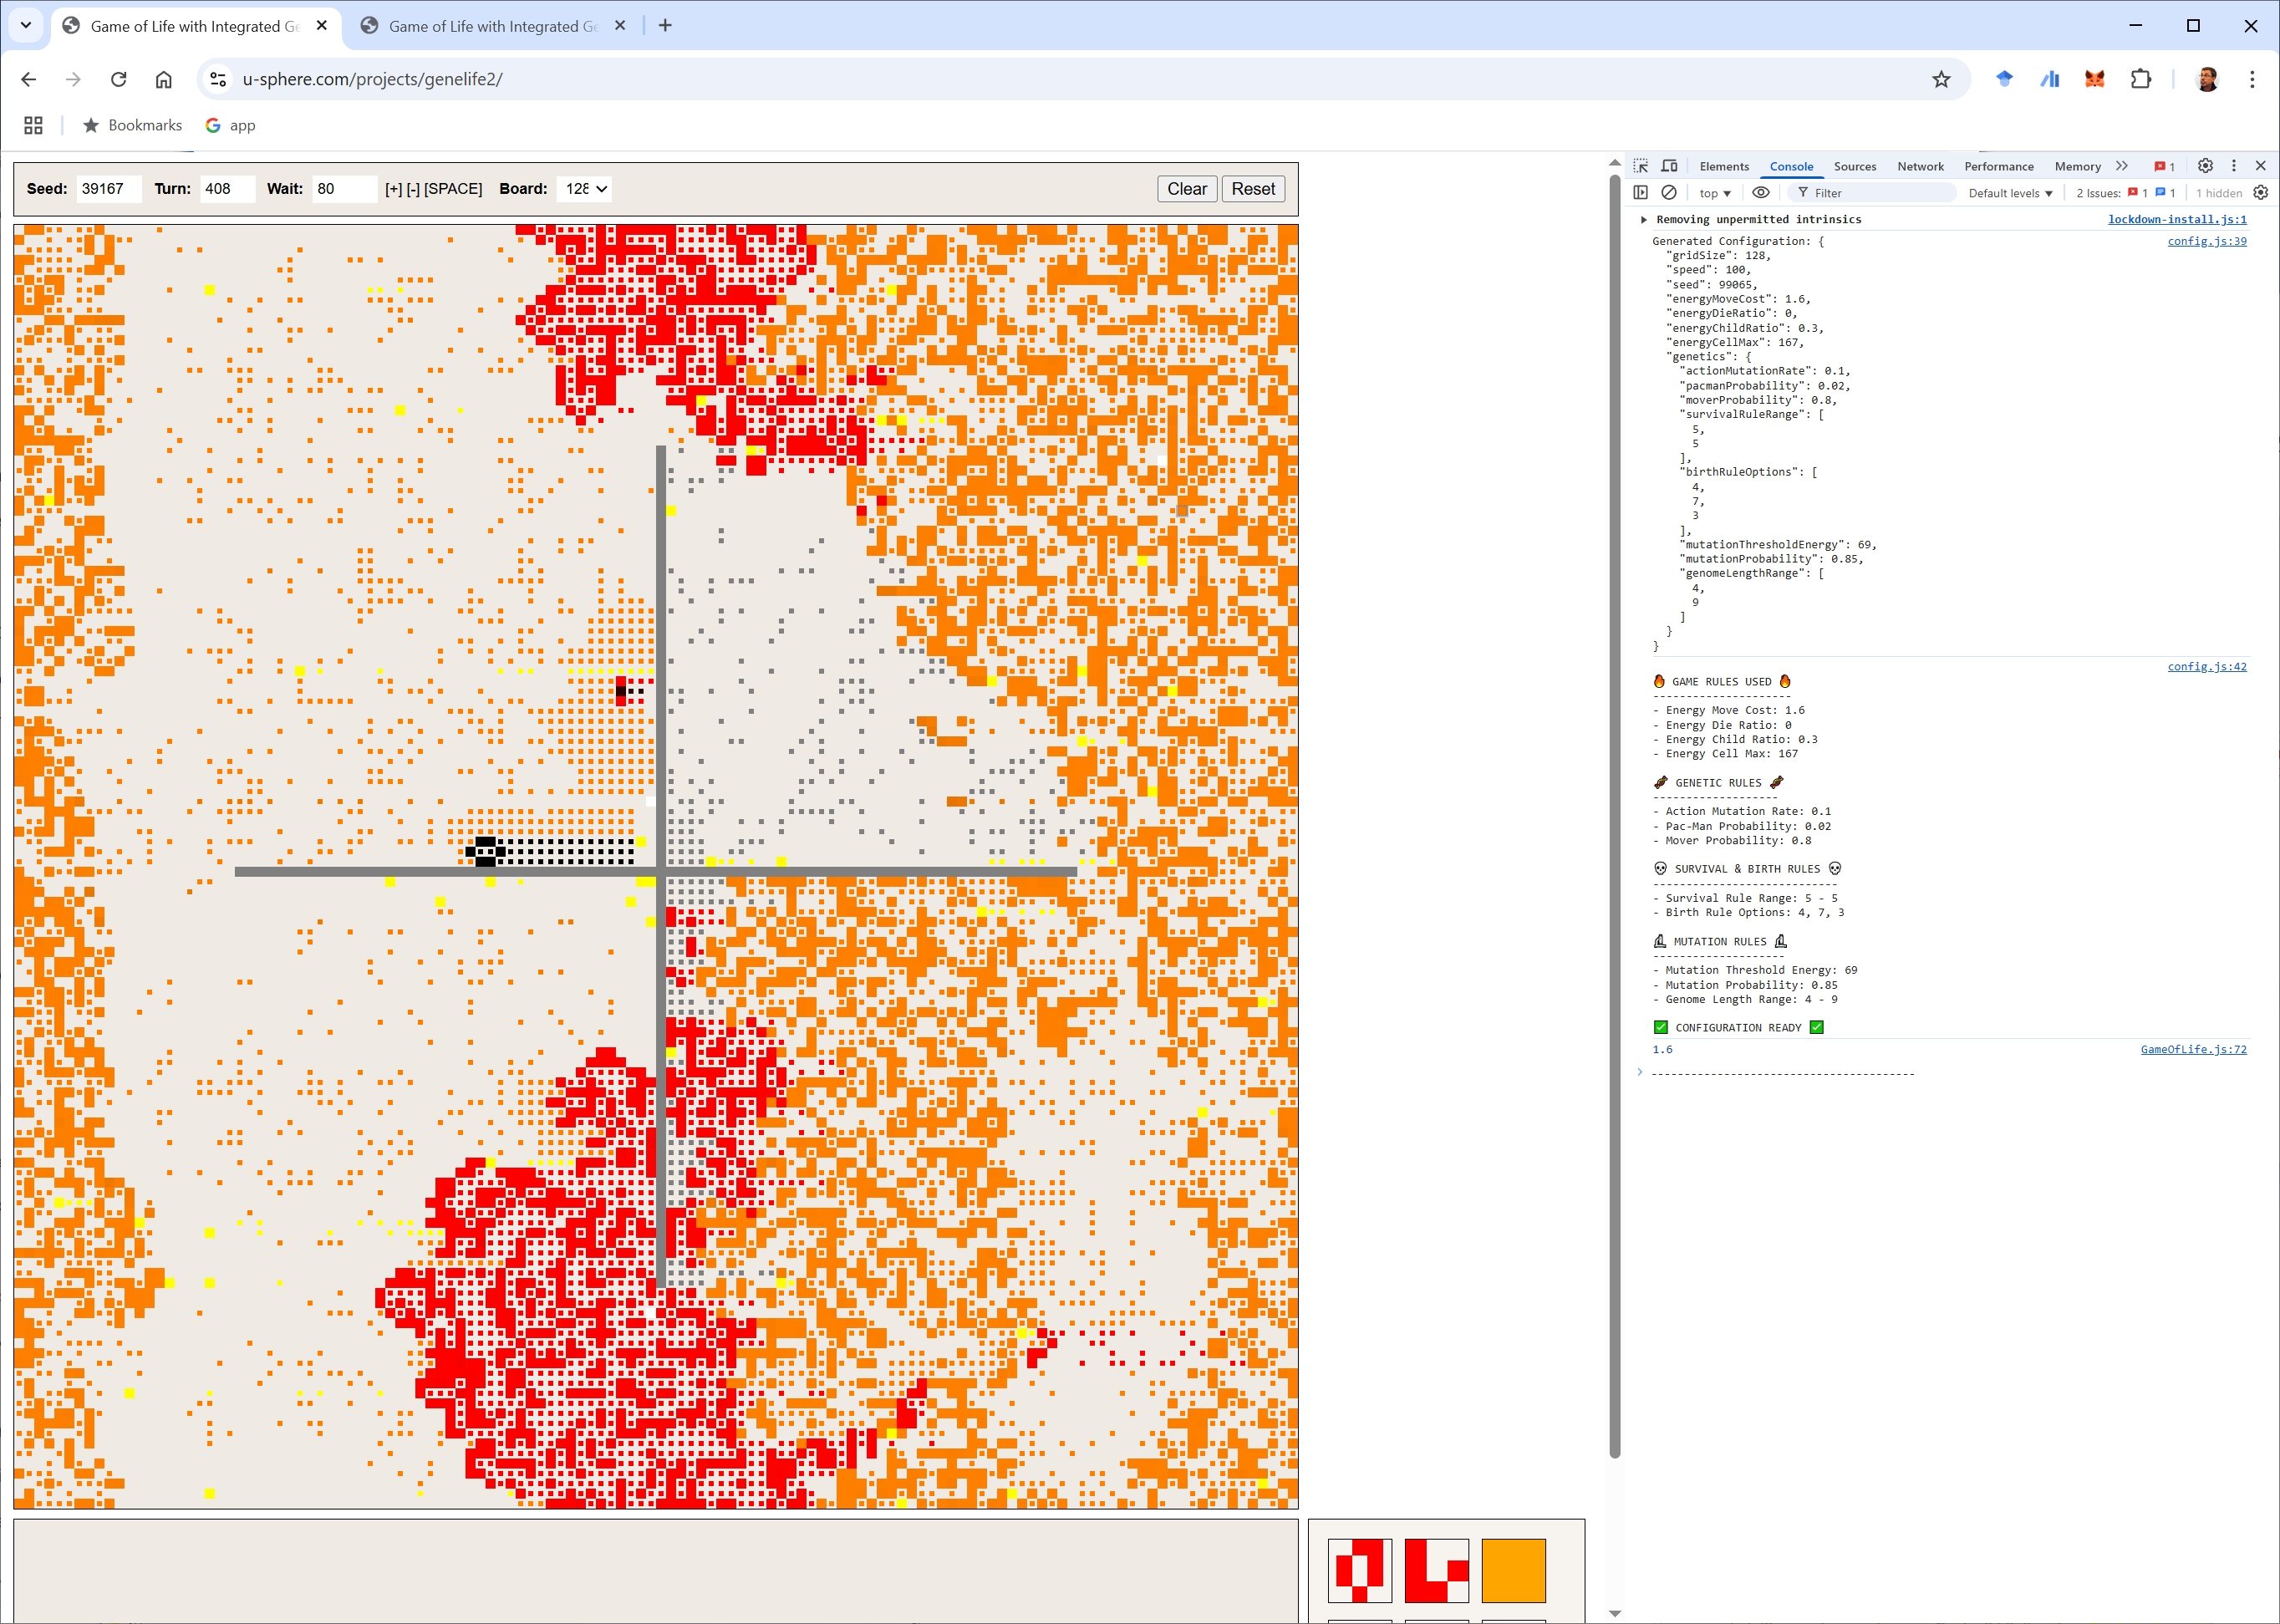 Game of Life with Integrated Ge
Game of Life with Integrated Ge
u-sphere.com/projects/genelife2/
Bookmarks
app
Seed: 39167 Turn: 408 Wait: 80 [+] [-] [SPACE] Board: 128 Clear Reset
Elements Console Sources Network Performance Memory 1
top Filter Default levels 2 Issues: 1 1 1 hidden
Removing unpermitted intrinsics lockdown-install.js:1
Generated Configuration: { config.js:39
"gridSize": 128,
"speed": 100,
"seed": 99065,
"energyMoveCost": 1.6,
"energyDieRatio": 0,
"energyChildRatio": 0.3,
"energyCellMax": 167,
"genetics": {
"actionMutationRate": 0.1,
"pacmanProbability": 0.02,
"moverProbability": 0.8,
"survivalRuleRange": [
5,
5
],
"birthRuleOptions": [
4,
7,
3
],
"mutationThresholdEnergy": 69,
"mutationProbability": 0.85,
"genomeLengthRange": [
4,
9
]
}
}
config.js:42
🔥 GAME RULES USED 🔥
--------------------
- Energy Move Cost: 1.6
- Energy Die Ratio: 0
- Energy Child Ratio: 0.3
- Energy Cell Max: 167
GENETIC RULES
-------------------
- Action Mutation Rate: 0.1
- Pac-Man Probability: 0.02
- Mover Probability: 0.8
SURVIVAL & BIRTH RULES
----------------------------
- Survival Rule Range: 5 - 5
- Birth Rule Options: 4, 7, 3
MUTATION RULES
--------------------
- Mutation Threshold Energy: 69
- Mutation Probability: 0.85
- Genome Length Range: 4 - 9
✅ CONFIGURATION READY ✅
1.6 GameOfLife.js:72
----------------------------------------